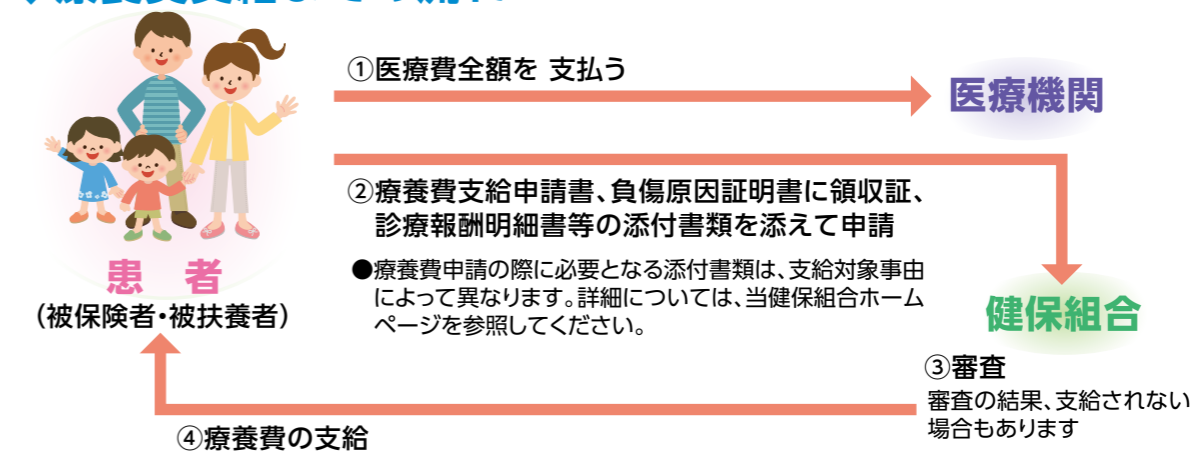 ①医療費全額を 支払う
医療機関
②療養費支給申請書、負傷原因証明書に領収証、
診療報酬明細書等の添付書類を添えて申請
●療養費申請の際に必要となる添付書類は、支給対象事由
によって異なります。詳細については、当健保組合ホーム
ページを参照してください。
患 者
(被保険者・被扶養者)
健保組合
③審査
審査の結果、支給されない
場合もあります
④療養費の支給